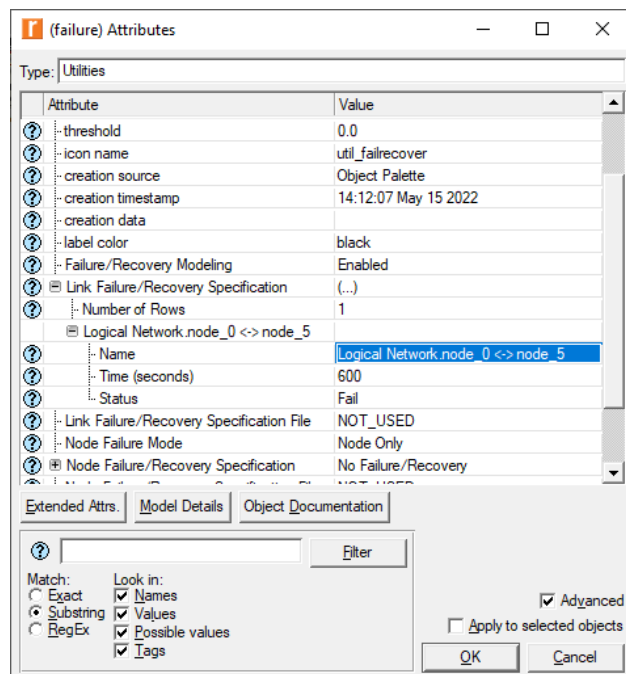 (failure) Attributes
Type: Utilities
Attribute Value
threshold 0.0
icon name util_failrecover
creation source Object Palette
creation timestamp 14:12:07 May 15 2022
creation data
label color black
Failure/Recovery Modeling Enabled
Link Failure/Recovery Specification (...)
Number of Rows 1
Logical Network.node_0 <-> node_5
Name Logical Network.node_0 <-> node_5
Time (seconds) 600
Status Fail
Link Failure/Recovery Specification File NOT_USED
Node Failure Mode Node Only
Node Failure/Recovery Specification No Failure/Recovery
Extended Attrs. Model Details Object Documentation
Filter
Match: Look in:
Exact Names
Substring Values
RegEx Possible values
Tags
Advanced
Apply to selected objects
OK Cancel